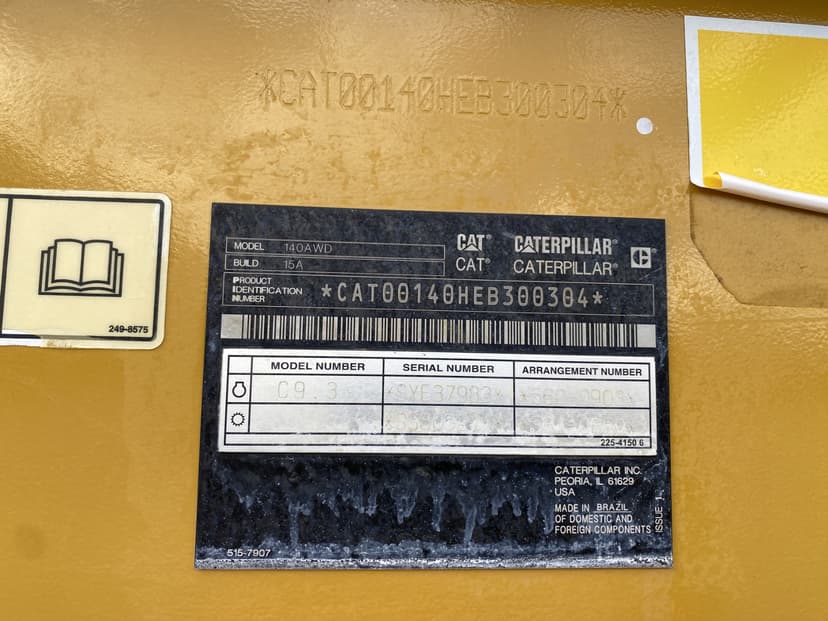 *CAT00140HEB300304*
MODEL 140AWD
BUILD 15A
CAT® CATERPILLAR®
CAT® CATERPILLAR®
PRODUCT
IDENTIFICATION
NUMBER
*CAT00140HEB300304*
249-8575
MODEL NUMBER SERIAL NUMBER ARRANGEMENT NUMBER
C9.3 *SYE37983*
225-4150 6
CATERPILLAR INC.
PEORIA, IL 61629
USA
MADE IN BRAZIL
OF DOMESTIC AND
FOREIGN COMPONENTS
ISSUE 1
515-7907